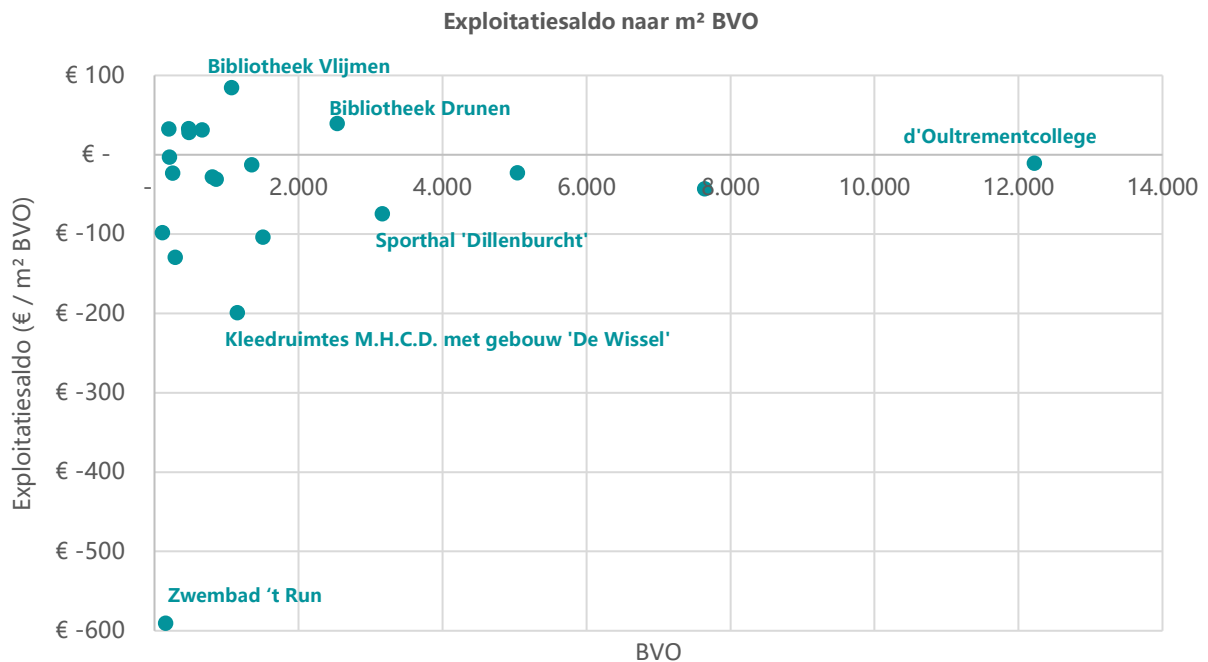 Exploitatiesaldo naar m² BVO
Bibliotheek Vlijmen
€ 100
Bibliotheek Drunen
d'Oultrementcollege
€ -
-
2.000
4.000
6.000
8.000
10.000
12.000
14.000
€ -100
Sporthal 'Dillenburcht'
€ -200
Kleedruimtes M.H.C.D. met gebouw 'De Wissel'
€ -300
€ -400
€ -500
Zwembad ‘t Run
€ -600
Exploitatiesaldo (€ / m² BVO)
BVO